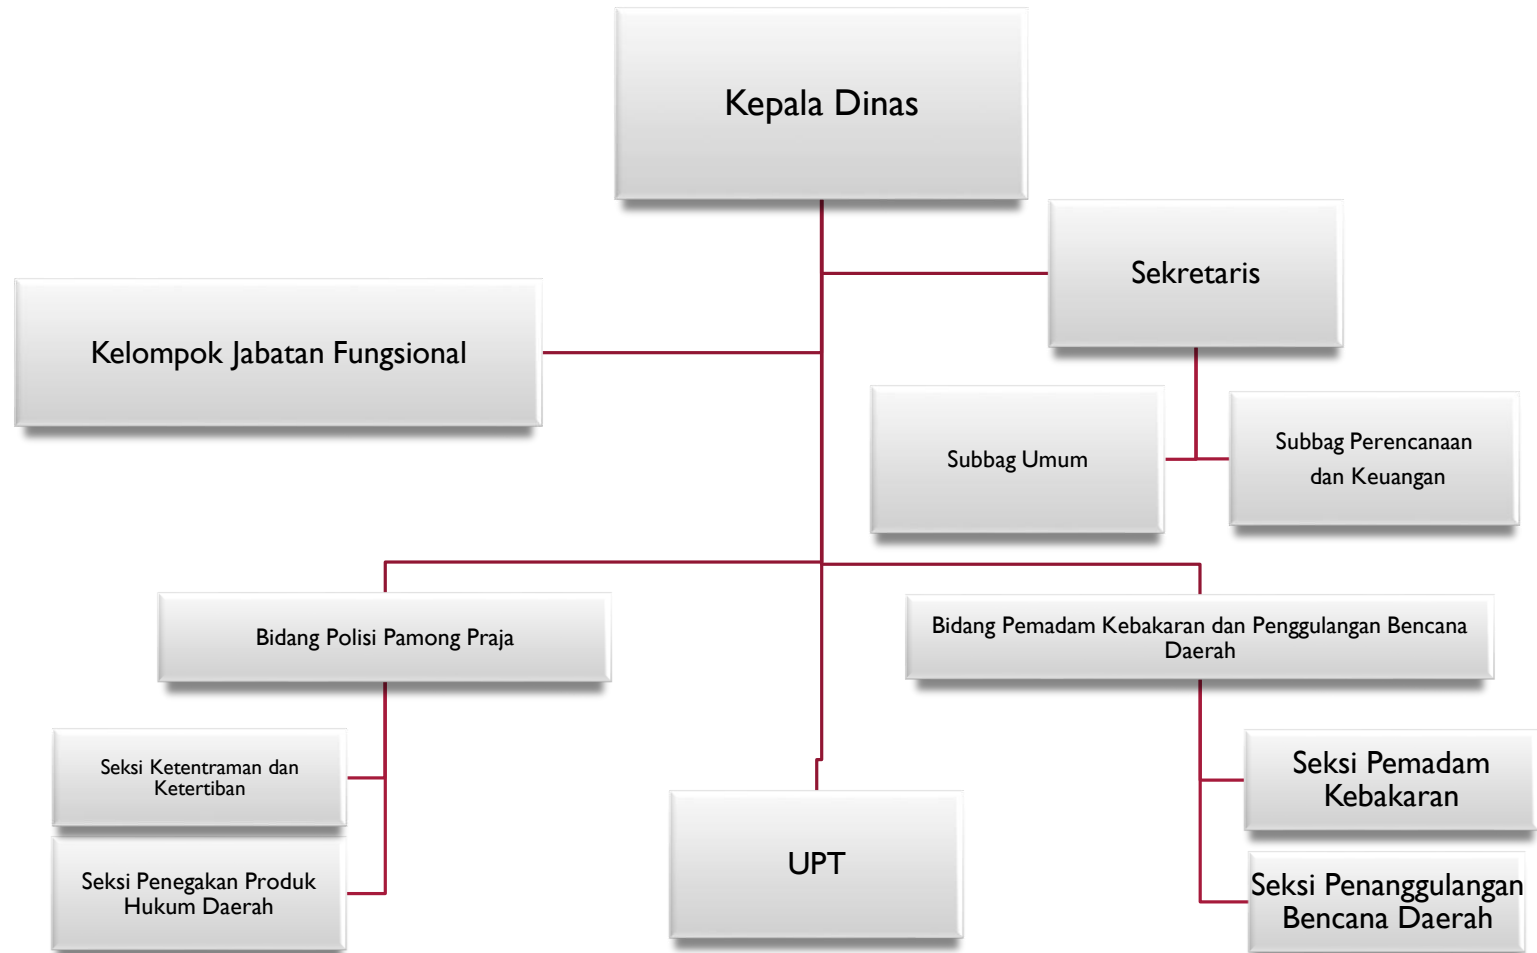 Kepala Dinas
Sekretaris
Kelompok Jabatan Fungsional
Subbag Umum
Subbag Perencanaan
dan Keuangan
Bidang Polisi Pamong Praja
Bidang Pemadam Kebakaran dan Penggulangan Bencana
Daerah
Seksi Ketentraman dan
Ketertiban
Seksi Penegakan Produk
Hukum Daerah
UPT
Seksi Pemadam
Kebakaran
Seksi Penanggulangan
Bencana Daerah